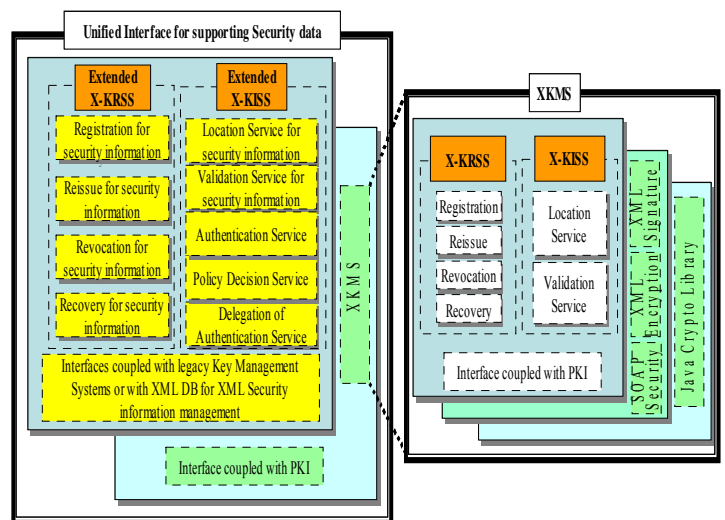 Unified Interface for supporting Security data
Extended
X-KRSS
Registration for
security information
Reissue for security
information
Revocation for
security information
Recovery for security
information
Extended
X-KISS
Location Service for
security information
Validation Service for
security information
Authentication Service
Policy Decision Service
Delegation of
Authentication Service
Interfaces coupled with legacy Key Management
Systems or with XML DB for XML Security
information management
XKMS
Interface coupled with PKI
XKMS
X-KRSS
Registration
Reissue
Revocation
Recovery
X-KISS
Location
Service
Validation
Service
Interface coupled with PKI
XML
Signature
XML
Encryption
SOAP
Security
Java Crypto Library